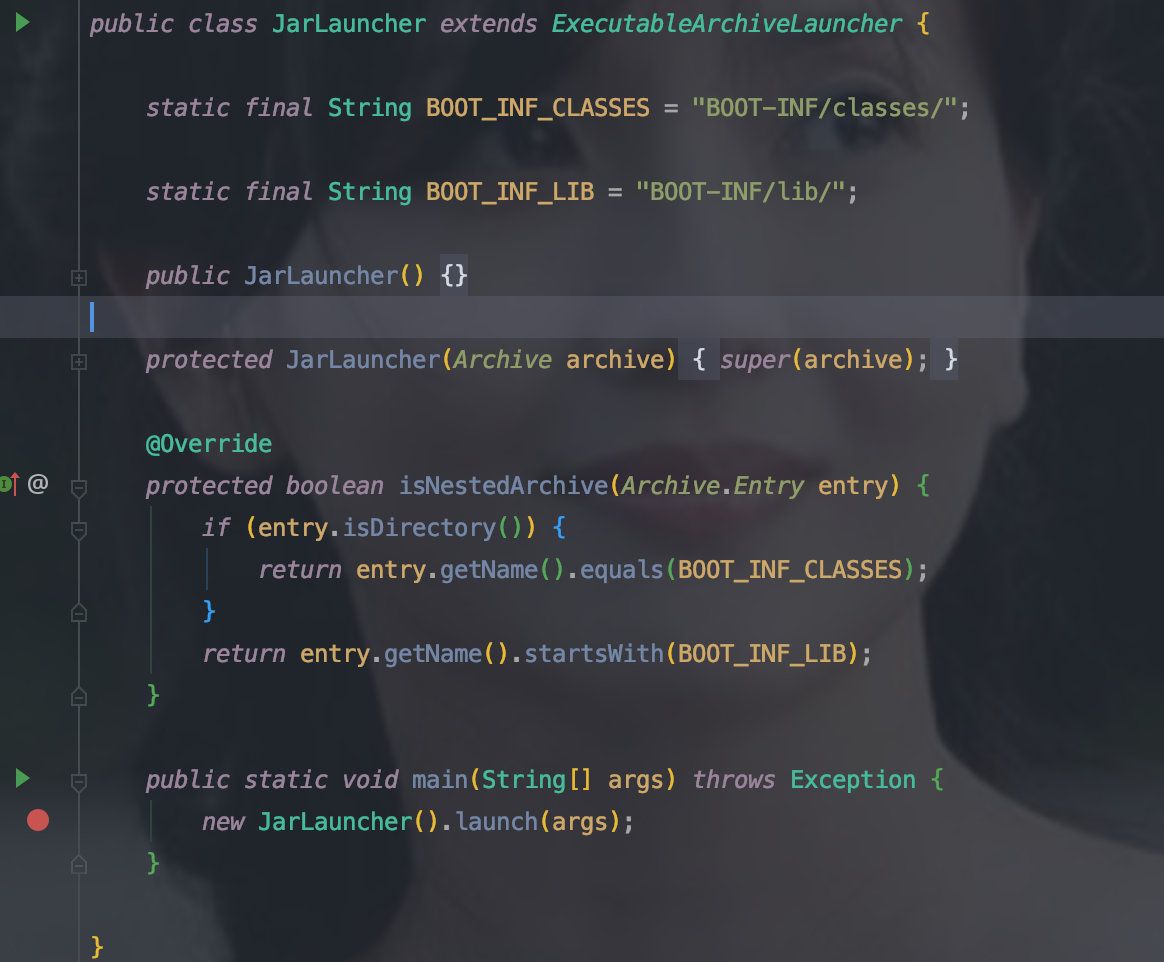 public class JarLauncher extends ExecutableArchiveLauncher {
static final String BOOT_INF_CLASSES = "BOOT-INF/classes/";
static final String BOOT_INF_LIB = "BOOT-INF/lib/";
public JarLauncher() {}
protected JarLauncher(Archive archive) { super(archive); }
@Override
@ protected boolean isNestedArchive(Archive.Entry entry) {
if (entry.isDirectory()) {
return entry.getName().equals(BOOT_INF_CLASSES);
}
return entry.getName().startsWith(BOOT_INF_LIB);
}
public static void main(String[] args) throws Exception {
new JarLauncher().launch(args);
}
}